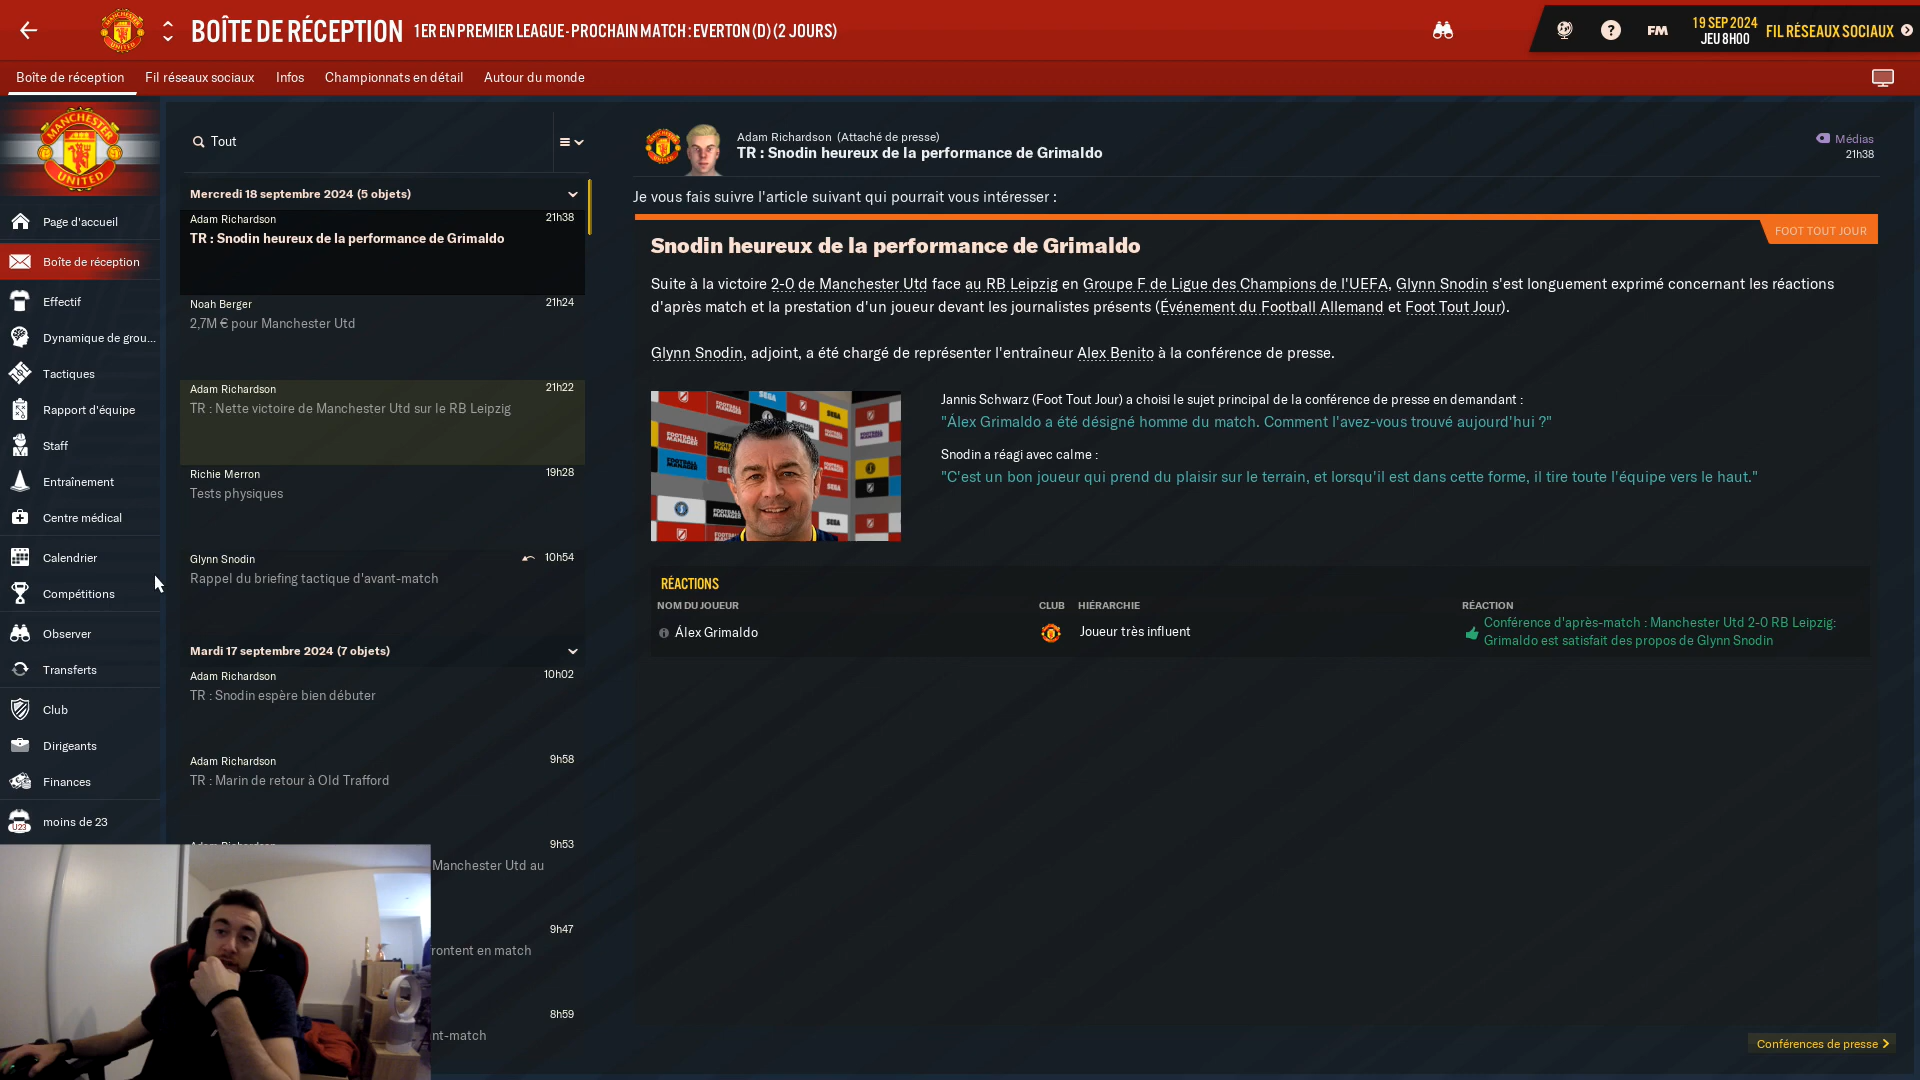 BOÎTE DE RÉCEPTION
1ER EN PREMIER LEAGUE - PROCHAIN MATCH : EVERTON (D) (2 JOURS)
?
FM
19 SEP 2024
JEU 8H00
FIL RÉSEAUX SOCIAUX
Boîte de réception
Fil réseaux sociaux
Infos
Championnats en détail
Autour du monde
MANCHESTER
UNITED
Page d'accueil
Boîte de réception
Effectif
Dynamique de grou...
Tactiques
Rapport d'équipe
Staff
Entraînement
Centre médical
Calendrier
Compétitions
Observer
Transferts
Club
Dirigeants
Finances
U23
moins de 23
Tout
Mercredi 18 septembre 2024 (5 objets)
Adam Richardson
21h38
TR : Snodin heureux de la performance de Grimaldo
Noah Berger
21h24
2,7M € pour Manchester Utd
Adam Richardson
21h22
TR : Nette victoire de Manchester Utd sur le RB Leipzig
Richie Merron
19h28
Tests physiques
Glynn Snodin
10h54
Rappel du briefing tactique d'avant-match
Mardi 17 septembre 2024 (7 objets)
Adam Richardson
10h02
TR : Snodin espère bien débuter
Adam Richardson
9h58
TR : Marin de retour à Old Trafford
Adam Richardson
9h53
Manchester Utd au
9h47
rontent en match
8h59
nt-match
Adam Richardson (Attaché de presse)
TR : Snodin heureux de la performance de Grimaldo
Médias
21h38
Je vous fais suivre l'article suivant qui pourrait vous intéresser :
FOOT TOUT JOUR
Snodin heureux de la performance de Grimaldo
Suite à la victoire 2-0 de Manchester Utd face au RB Leipzig en Groupe F de Ligue des Champions de l'UEFA, Glynn Snodin s'est longuement exprimé concernant les réactions
d'après match et la prestation d'un joueur devant les journalistes présents (Événement du Football Allemand et Foot Tout Jour).
Glynn Snodin, adjoint, a été chargé de représenter l'entraîneur Alex Benito à la conférence de presse.
Jannis Schwarz (Foot Tout Jour) a choisi le sujet principal de la conférence de presse en demandant :
"Álex Grimaldo a été désigné homme du match. Comment l'avez-vous trouvé aujourd'hui ?"
Snodin a réagi avec calme :
"C'est un bon joueur qui prend du plaisir sur le terrain, et lorsqu'il est dans cette forme, il tire toute l'équipe vers le haut."
RÉACTIONS
NOM DU JOUEUR
CLUB
HIÉRARCHIE
RÉACTION
Álex Grimaldo
Joueur très influent
Conférence d'après-match : Manchester Utd 2-0 RB Leipzig:
Grimaldo est satisfait des propos de Glynn Snodin
Conférences de presse